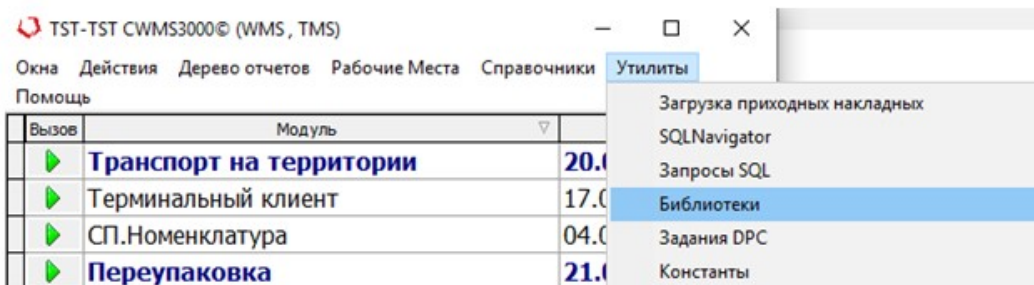 TST-TST CWMS3000© (WMS , TMS)
Окна Действия Дерево отчетов Рабочие Места Справочники Утилиты
Помощь
Вызов Модуль
Транспорт на территории 20.0
Терминальный клиент 17.0
СП.Номенклатура 04.0
Переупаковка 21.0
Загрузка приходных накладных
SQLNavigator
Запросы SQL
Библиотеки
Задания DPC
Константы